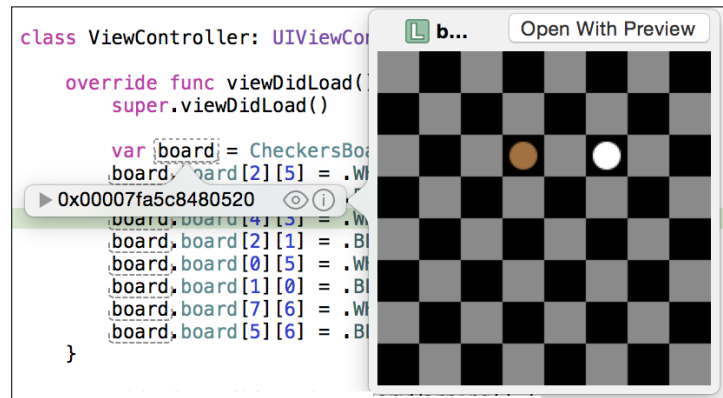 class ViewController: UIViewCon
override func viewDidLoad()
super.viewDidLoad()
var board = CheckersBoa
board.board[2][5] = .Wh
0x00007fa5c8480520
board.board[4][3] = .W
board.board[2][1] = .Bl
board.board[0][5] = .Wh
board.board[1][0] = .Bl
board.board[7][6] = .Wh
board.board[5][6] = .Bl
}
L b...
Open With Preview